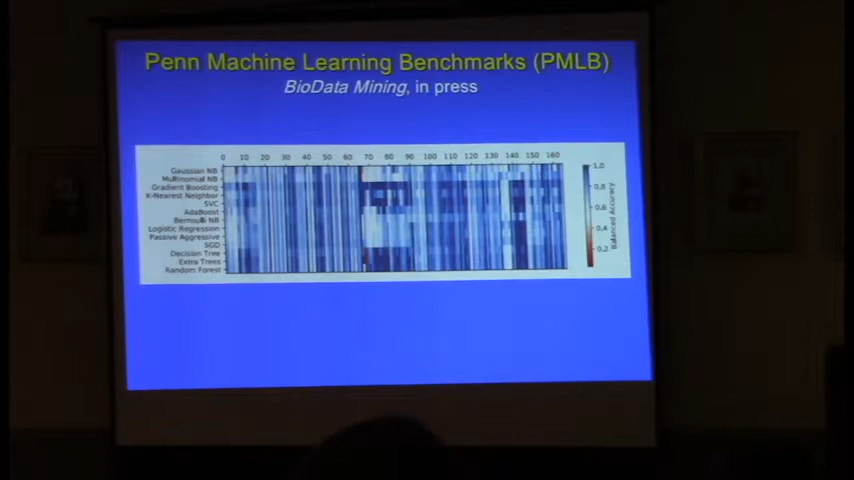 Penn Machine Learning Benchmarks (PMLB)
BioData Mining, in press
0 10 20 30 40 50 60 70 80 90 100 110 120 130 140 150 160
Gaussian NB
Multinomial NB
Gradient Boosting
K-Nearest Neighbor
SVC
AdaBoost
Bernoulli NB
Logistic Regression
Passive Aggressive
SGD
Decision Tree
Extra Trees
Random Forest
1.0
0.8
0.6
0.4
0.2
Balanced Accuracy